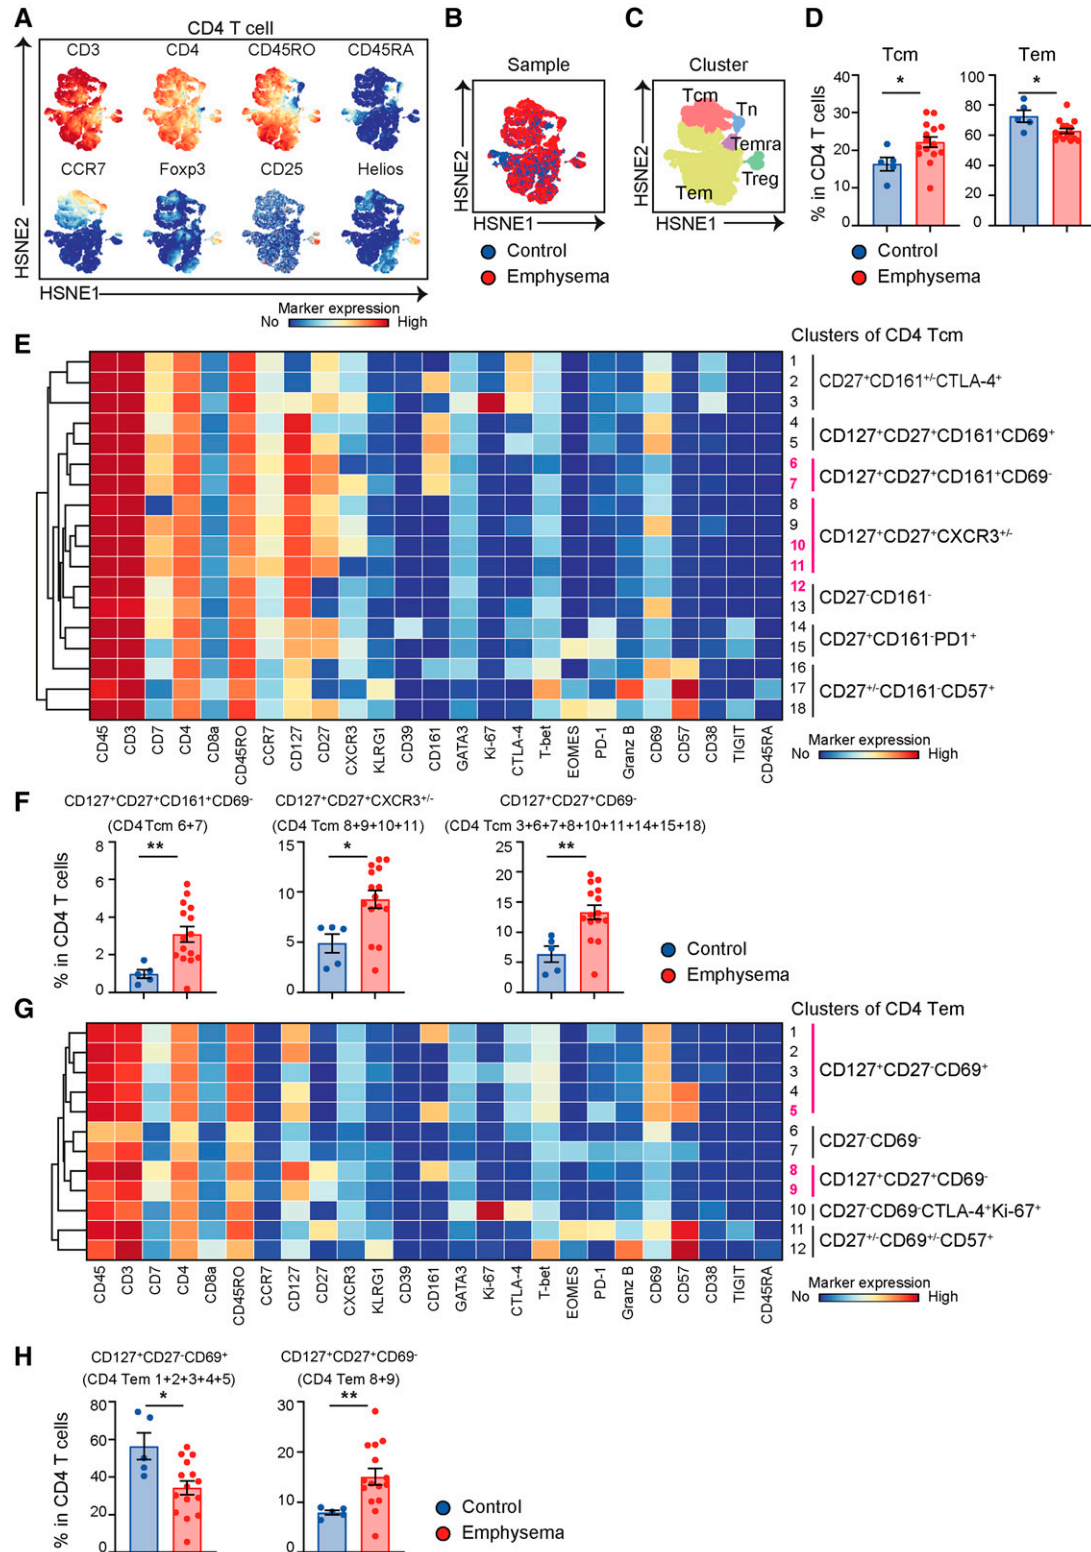 A
CD4 T cell
CD3 CD4 CD45RO CD45RA
CCR7 Foxp3 CD25 Helios
HSNE2
HSNE1
Marker expression
No High
B
Sample
HSNE2
HSNE1
Control
Emphysema
C
Cluster
Tcm
Tn
Temra
Treg
Tem
HSNE2
HSNE1
D
Tcm Tem
% in CD4 T cells
40
30
20
10
0
*
100
80
60
40
20
0
*
Control
Emphysema
E
Clusters of CD4 Tcm
1
2
3
CD27⁺CD161⁺/⁻CTLA-4⁺
4
5
CD127⁺CD27⁺CD161⁺CD69⁺
6
7
CD127⁺CD27⁺CD161⁺CD69⁻
8
9
10
11
CD127⁺CD27⁺CXCR3⁺/⁻
12
13
CD27⁻CD161⁻
14
15
CD27⁺CD161⁻PD1⁺
16
17
18
CD27⁺/⁻CD161⁻CD57⁺
CD45 CD3 CD7 CD4 CD8a CD45RO CCR7 CD127 CD27 CXCR3 KLRG1 CD39 CD161 GATA3 Ki-67 CTLA-4 T-bet EOMES PD-1 Granz B CD69 CD57 CD38 TIGIT CD45RA
Marker expression
No High
F
CD127⁺CD27⁺CD161⁺CD69⁻
(CD4 Tcm 6+7)
% in CD4 T cells
8
6
4
2
0
**
CD127⁺CD27⁺CXCR3⁺/⁻
(CD4 Tcm 8+9+10+11)
15
10
5
0
*
CD127⁺CD27⁺CD69⁻
(CD4 Tcm 3+6+7+8+10+11+14+15+18)
25
20
15
10
5
0
**
Control
Emphysema
G
Clusters of CD4 Tem
1
2
3
4
5
CD127⁺CD27⁻CD69⁺
6
7
CD27⁻CD69⁻
8
9
CD127⁺CD27⁺CD69⁻
10
CD27⁻CD69⁻CTLA-4⁺Ki-67⁺
11
12
CD27⁺/⁻CD69⁺/⁻CD57⁺
CD45 CD3 CD7 CD4 CD8a CD45RO CCR7 CD127 CD27 CXCR3 KLRG1 CD39 CD161 GATA3 Ki-67 CTLA-4 T-bet EOMES PD-1 Granz B CD69 CD57 CD38 TIGIT CD45RA
Marker expression
No High
H
CD127⁺CD27⁻CD69⁺
(CD4 Tem 1+2+3+4+5)
% in CD4 T cells
80
60
40
20
0
*
CD127⁺CD27⁺CD69⁻
(CD4 Tem 8+9)
30
20
10
0
**
Control
Emphysema